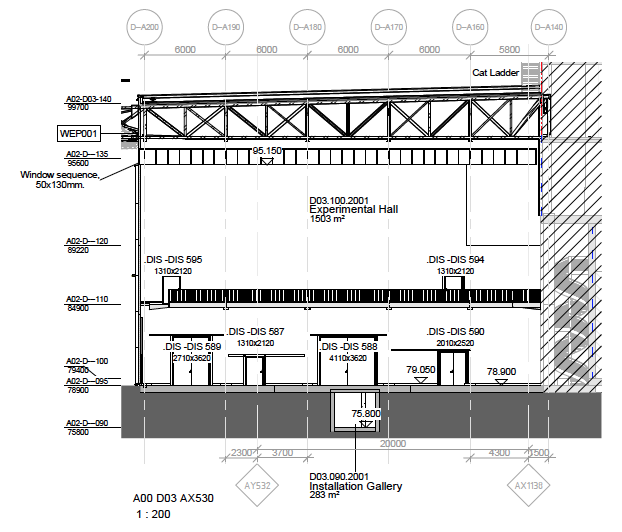 D--A200 D--A190 D--A180 D--A170 D--A160 D--A140
6000 6000 6000 6000 5800
Cat Ladder
A02-D03-140
99700
WEP001
A02-D---135
95600
95.150
Window sequence,
50x130mm.
D03.100.2001
Experimental Hall
1503 m²
A02-D---120
89220
.DIS -DIS 595
1310x2120
.DIS -DIS 594
1310x2120
A02-D---110
84900
.DIS -DIS 587
1310x2120
.DIS -DIS 590
2010x2520
.DIS -DIS 589
2710x3620
.DIS -DIS 588
4110x3620
A02-D---100
79400
79.050
78.900
A02-D---095
78900
75.800
A02-D---090
75800
20000
2300 3700 4300 1500
D03.090.2001
Installation Gallery
283 m²
AY532
AX1138
A00 D03 AX530
1 : 200